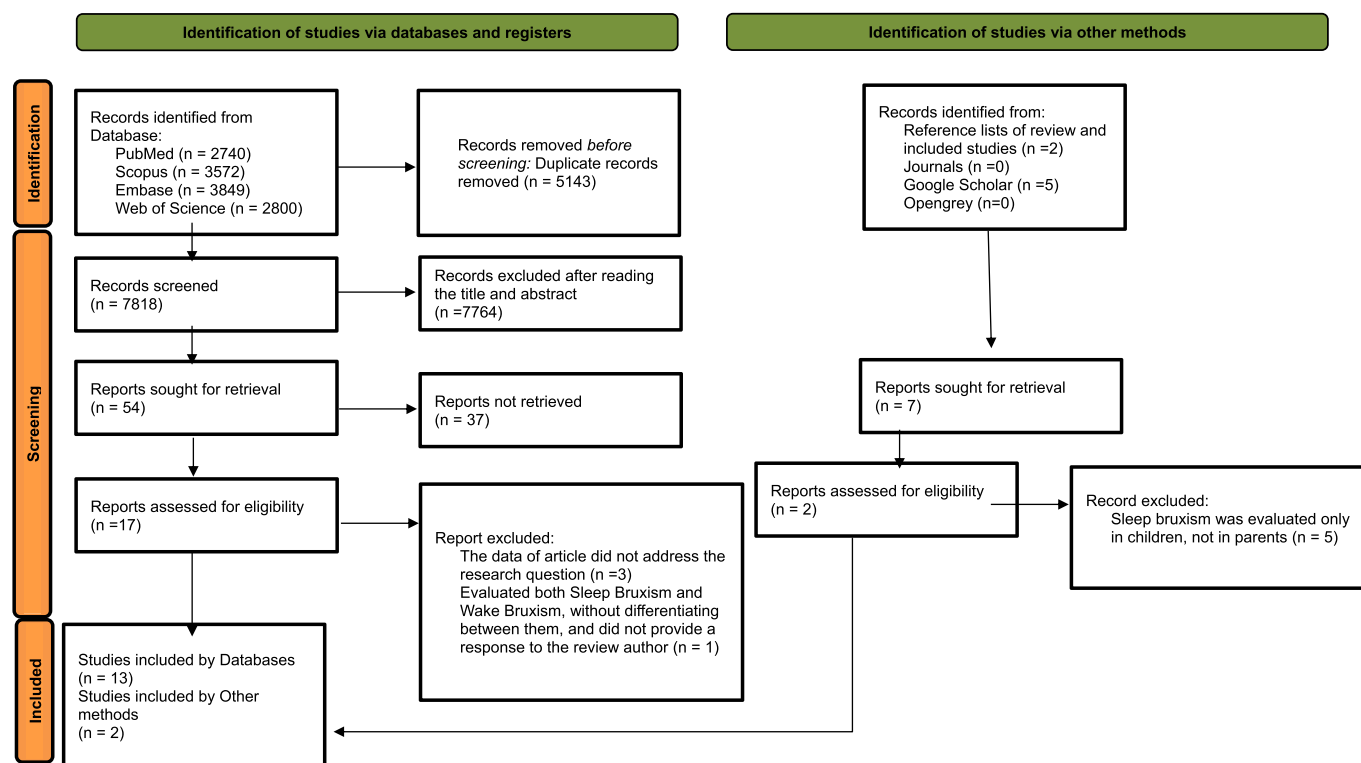 Identification of studies via databases and registers
Identification of studies via other methods
Identification
Records identified from
Database:
PubMed (n = 2740)
Scopus (n = 3572)
Embase (n = 3849)
Web of Science (n = 2800)
Records removed before
screening: Duplicate records
removed (n = 5143)
Records identified from:
Reference lists of review and
included studies (n =2)
Journals (n =0)
Google Scholar (n =5)
Opengrey (n=0)
Screening
Records screened
(n = 7818)
Records excluded after reading
the title and abstract
(n =7764)
Reports sought for retrieval
(n = 54)
Reports not retrieved
(n = 37)
Reports sought for retrieval
(n = 7)
Reports assessed for eligibility
(n =17)
Report excluded:
The data of article did not address the
research question (n =3)
Evaluated both Sleep Bruxism and
Wake Bruxism, without differentiating
between them, and did not provide a
response to the review author (n = 1)
Reports assessed for eligibility
(n = 2)
Record excluded:
Sleep bruxism was evaluated only
in children, not in parents (n = 5)
Included
Studies included by Databases
(n = 13)
Studies included by Other
methods
(n = 2)